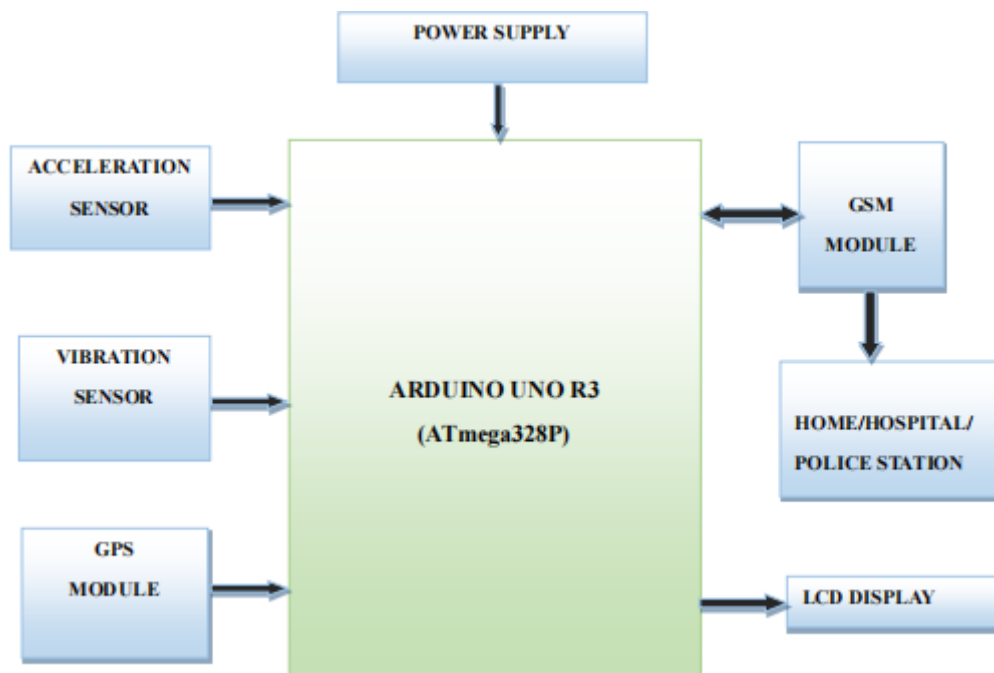 POWER SUPPLY
ACCELERATION
SENSOR
GSM
MODULE
VIBRATION
SENSOR
ARDUINO UNO R3
(ATmega328P)
HOME/HOSPITAL/
POLICE STATION
GPS
MODULE
LCD DISPLAY